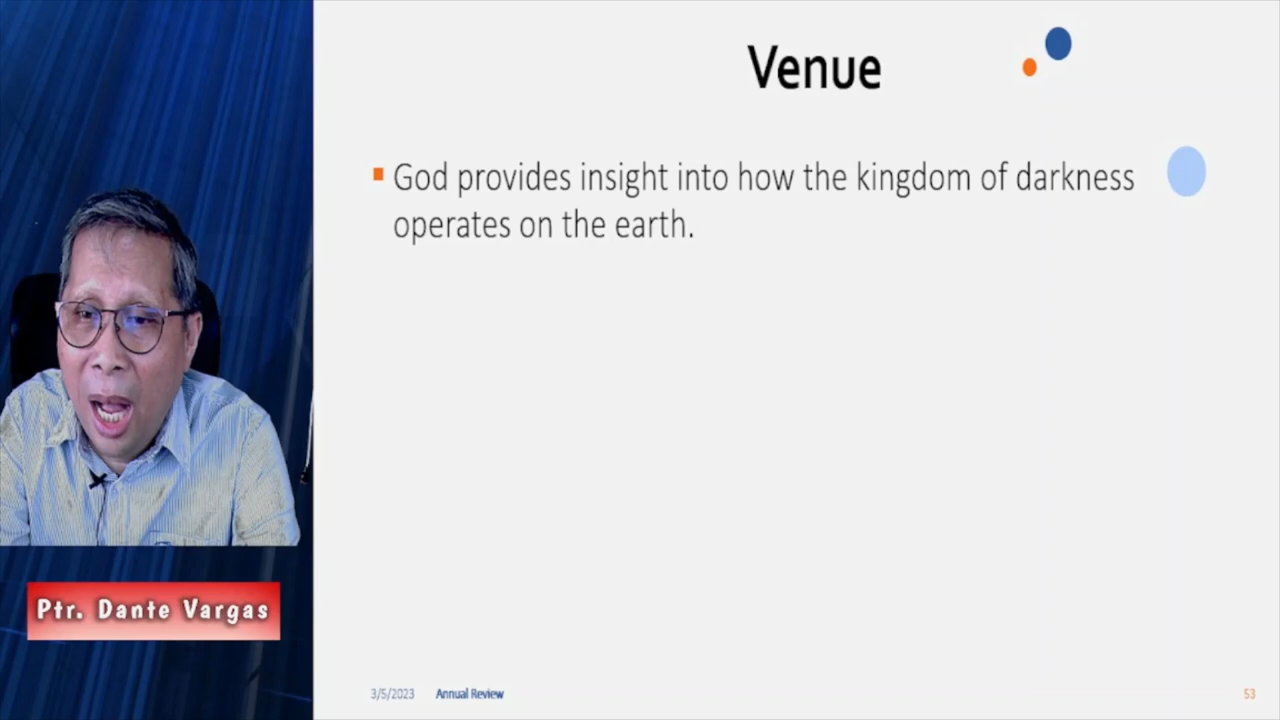 Venue
God provides insight into how the kingdom of darkness
operates on the earth.
Ptr. Dante Vargas
3/5/2023 Annual Review 53